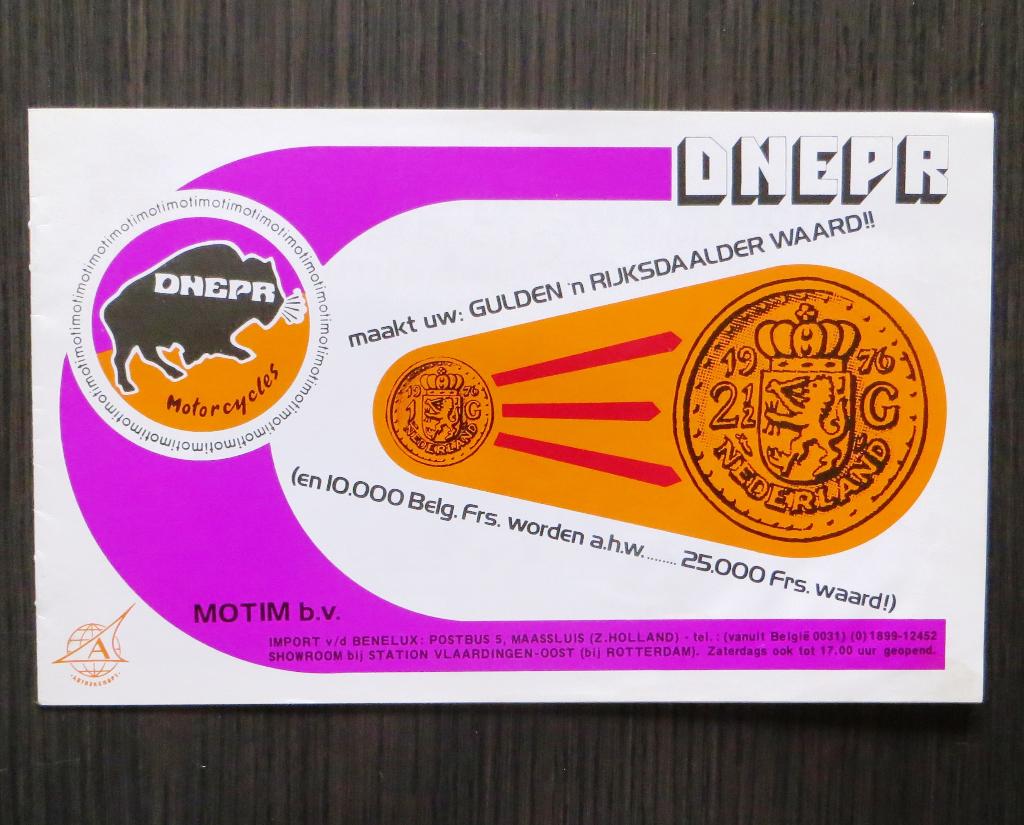 DNEPR
maakt uw: GULDEN 'n RIJKSDAALDER WAARD!!
motimotimotimotimotimotimotimotimotimotimotimotimotimoti
DNEPR
Motorcycles
1976
1 G
NEDERLAND
1976
2½ G
NEDERLAND
(en 10.000 Belg. Frs. worden a.h.w. ........ 25.000 Frs. waard!)
MOTIM b.v.
IMPORT v/d BENELUX: POSTBUS 5, MAASSLUIS (Z.HOLLAND) - tel.: (vanuit België 0031) (0)1899-12452
SHOWROOM bij STATION VLAARDINGEN-OOST (bij ROTTERDAM). Zaterdags ook tot 17.00 uur geopend.
A
·AVTOEXPORT·